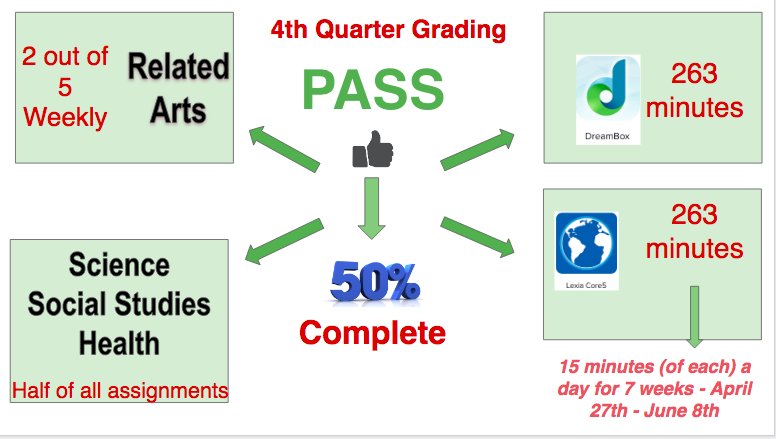 4th Quarter Grading
PASS
2 out of
5
Weekly
Related
Arts
263
minutes
DreamBox
263
minutes
Lexia Core5
Science
Social Studies
Health
Half of all assignments
50%
Complete
15 minutes (of each) a
day for 7 weeks - April
27th - June 8th